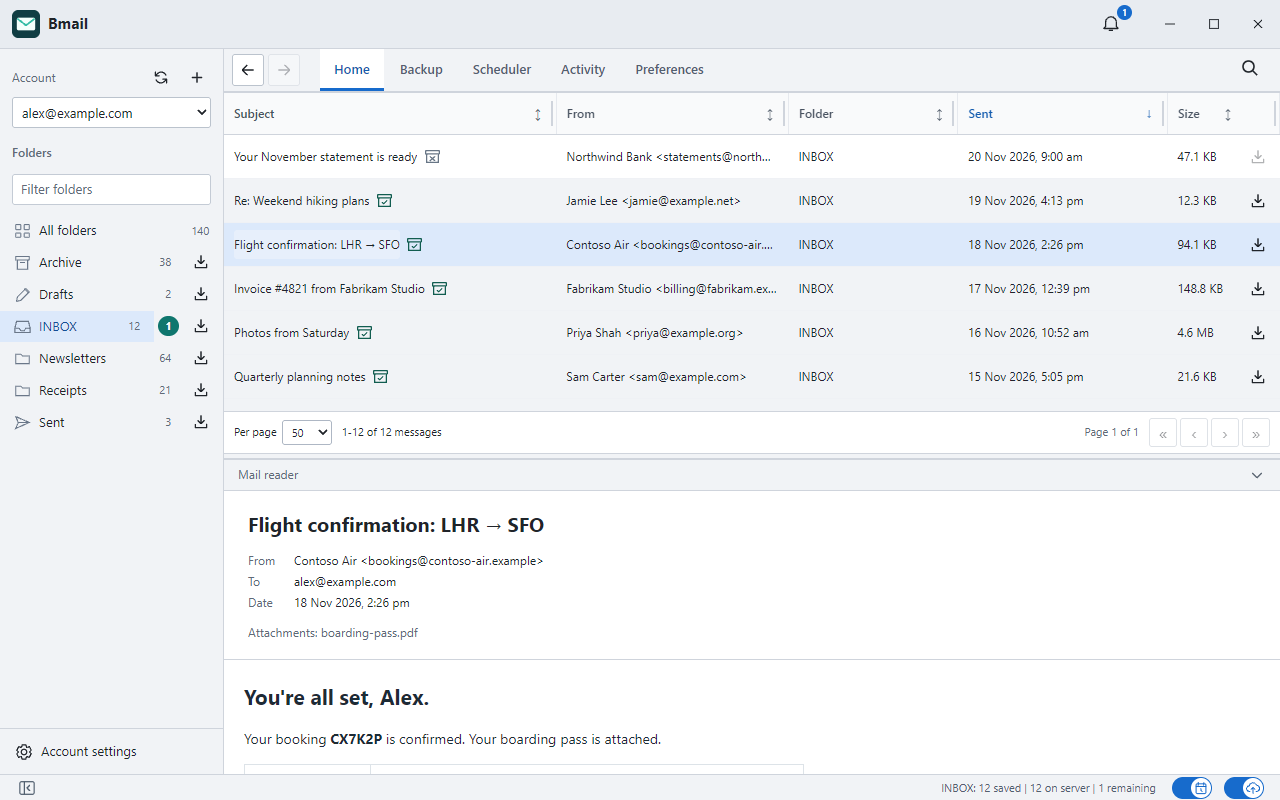 Bmail
1
Account
alex@example.com
Folders
Filter folders
All folders 140
Archive 38
Drafts 2
INBOX 12 1
Newsletters 64
Receipts 21
Sent 3
Account settings
Home Backup Scheduler Activity Preferences
Subject From Folder Sent Size
Your November statement is ready Northwind Bank <statements@north... INBOX 20 Nov 2026, 9:00 am 47.1 KB
Re: Weekend hiking plans Jamie Lee <jamie@example.net> INBOX 19 Nov 2026, 4:13 pm 12.3 KB
Flight confirmation: LHR → SFO Contoso Air <bookings@contoso-air.... INBOX 18 Nov 2026, 2:26 pm 94.1 KB
Invoice #4821 from Fabrikam Studio Fabrikam Studio <billing@fabrikam.ex... INBOX 17 Nov 2026, 12:39 pm 148.8 KB
Photos from Saturday Priya Shah <priya@example.org> INBOX 16 Nov 2026, 10:52 am 4.6 MB
Quarterly planning notes Sam Carter <sam@example.com> INBOX 15 Nov 2026, 5:05 pm 21.6 KB
Per page 50 1-12 of 12 messages Page 1 of 1 « ‹ › »
Mail reader
Flight confirmation: LHR → SFO
From Contoso Air <bookings@contoso-air.example>
To alex@example.com
Date 18 Nov 2026, 2:26 pm
Attachments: boarding-pass.pdf
You're all set, Alex.
Your booking CX7K2P is confirmed. Your boarding pass is attached.
INBOX: 12 saved | 12 on server | 1 remaining